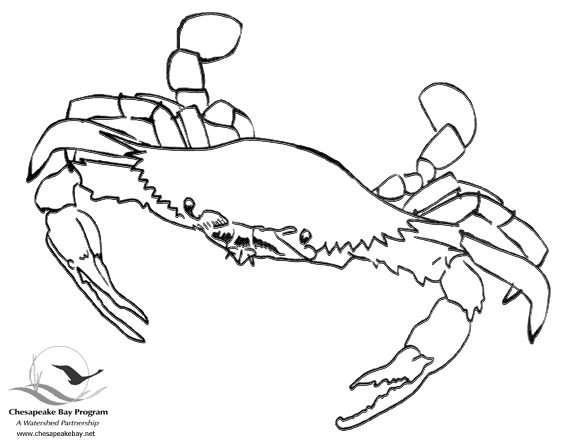 Chesapeake Bay Program
A Watershed Partnership
www.chesapeakebay.net